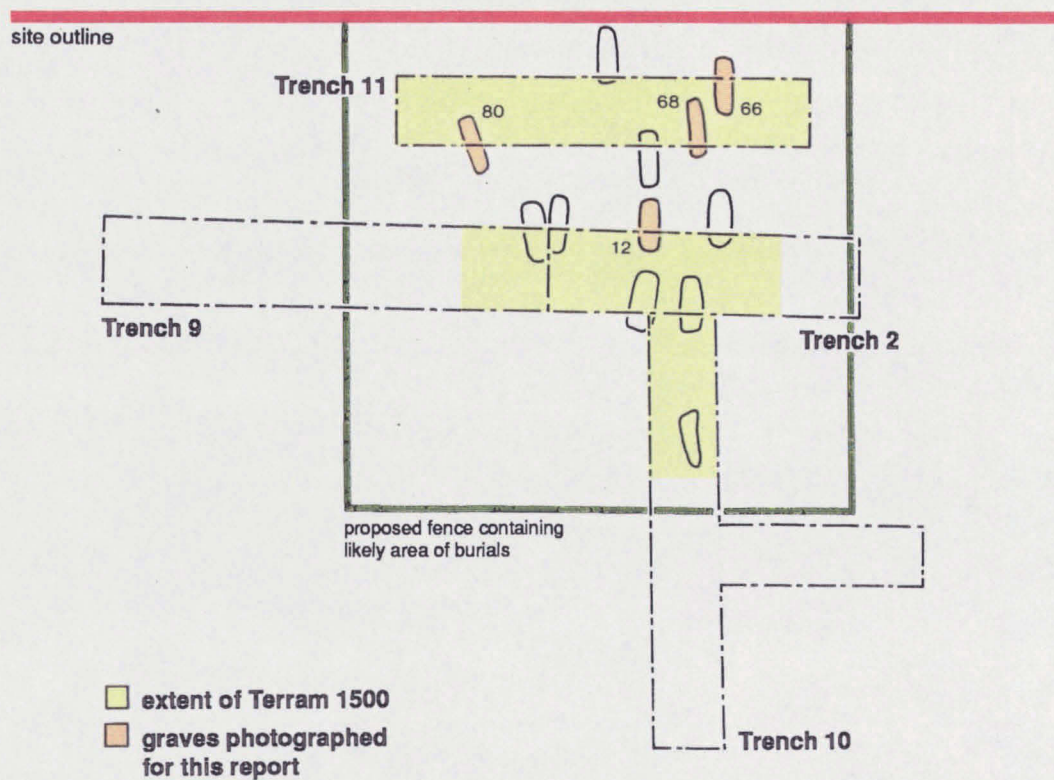 site outline
Trench 11
80
68
66
12
Trench 9
Trench 2
proposed fence containing
likely area of burials
extent of Terram 1500
graves photographed
for this report
Trench 10